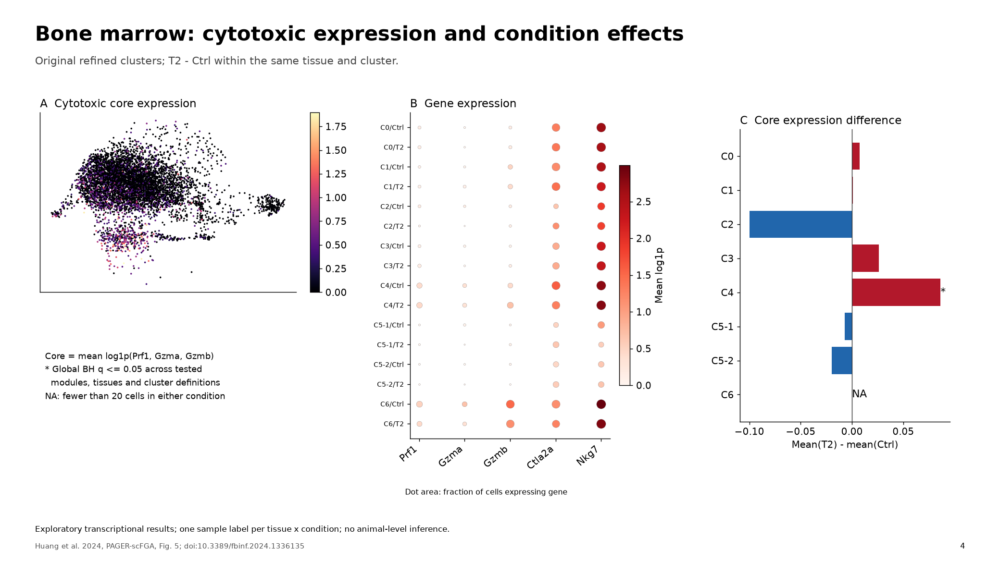 Bone marrow: cytotoxic expression and condition effects
Original refined clusters; T2 - Ctrl within the same tissue and cluster.
A  Cytotoxic core expression
1.75
1.50
1.25
1.00
0.75
0.50
0.25
0.00
Core = mean log1p(Prf1, Gzma, Gzmb)
* Global BH q <= 0.05 across tested
modules, tissues and cluster definitions
NA: fewer than 20 cells in either condition
B  Gene expression
C0/Ctrl
C0/T2
C1/Ctrl
C1/T2
C2/Ctrl
C2/T2
C3/Ctrl
C3/T2
C4/Ctrl
C4/T2
C5-1/Ctrl
C5-1/T2
C5-2/Ctrl
C5-2/T2
C6/Ctrl
C6/T2
Prf1
Gzma
Gzmb
Ctla2a
Nkg7
2.5
2.0
1.5
1.0
0.5
0.0
Mean log1p
Dot area: fraction of cells expressing gene
C  Core expression difference
C0
C1
C2
C3
C4
*
C5-1
C5-2
C6
NA
−0.10
−0.05
0.00
0.05
Mean(T2) - mean(Ctrl)
Exploratory transcriptional results; one sample label per tissue x condition; no animal-level inference.
Huang et al. 2024, PAGER-scFGA, Fig. 5; doi:10.3389/fbinf.2024.1336135
4